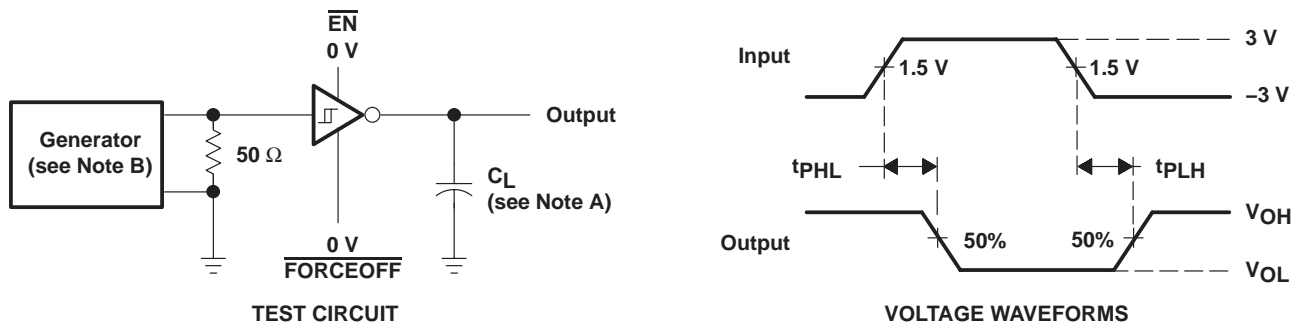 EN
0 V
Generator
(see Note B)
50 Ω
Output
CL
(see Note A)
0 V
FORCEOFF
TEST CIRCUIT
Input
3 V
1.5 V
1.5 V
–3 V
tPHL
tPLH
Output
50%
50%
VOH
VOL
VOLTAGE WAVEFORMS